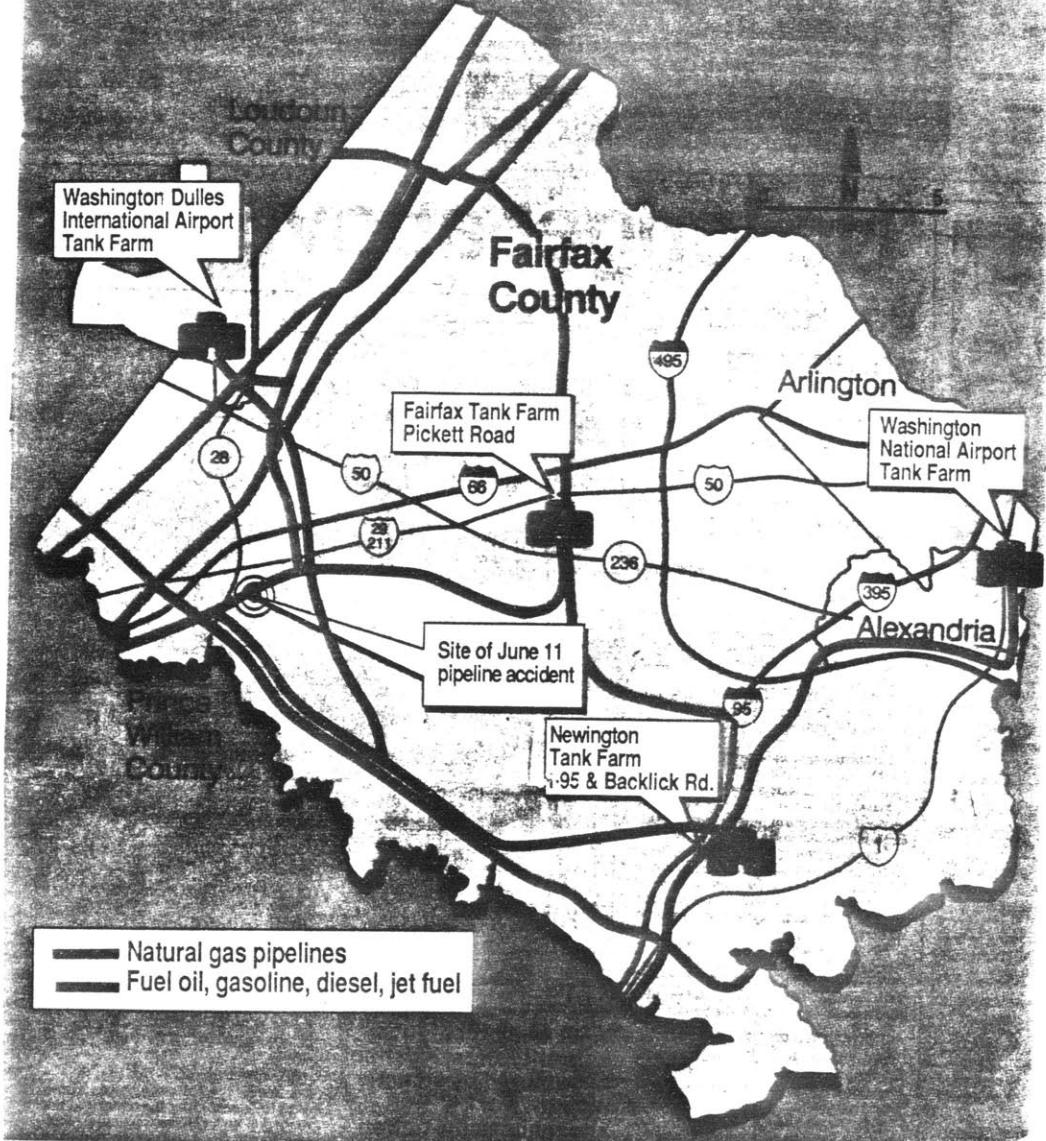 Loudoun
County
Washington Dulles
International Airport
Tank Farm
N
5
Fairfax
County
495
Arlington
Fairfax Tank Farm
Pickett Road
Washington
National Airport
Tank Farm
28
50
66
50
29
211
236
395
Alexandria
Site of June 11
pipeline accident
Prince
William
County
95
Newington
Tank Farm
I-95 & Backlick Rd.
1
Natural gas pipelines
Fuel oil, gasoline, diesel, jet fuel